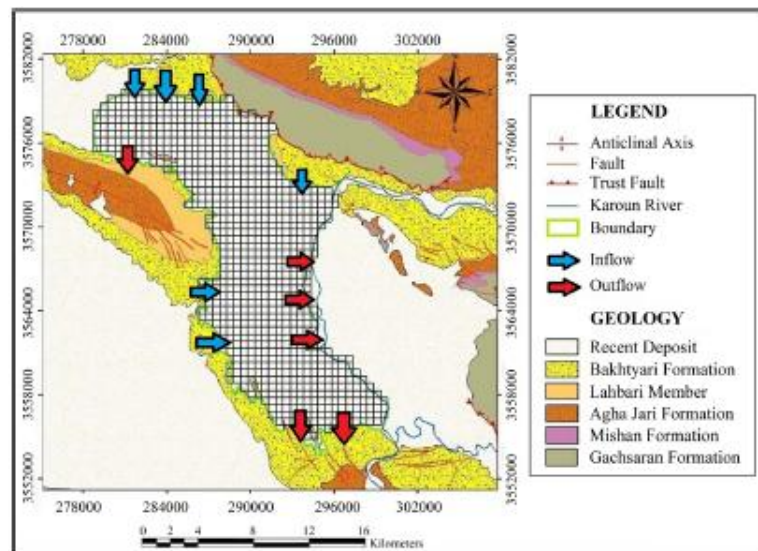 278000 284000 290000 296000 302000
3582000 3582000
3576000 3576000
3570000 3570000
3564000 3564000
3558000 3558000
3552000 3552000
278000 284000 290000 296000 302000
0 2 4 8 12 16
Kilometers
LEGEND
Anticlinal Axis
Fault
Trust Fault
Karoun River
Boundary
Inflow
Outflow
GEOLOGY
Recent Deposit
Bakhtyari Formation
Lahbari Member
Agha Jari Formation
Mishan Formation
Gachsaran Formation